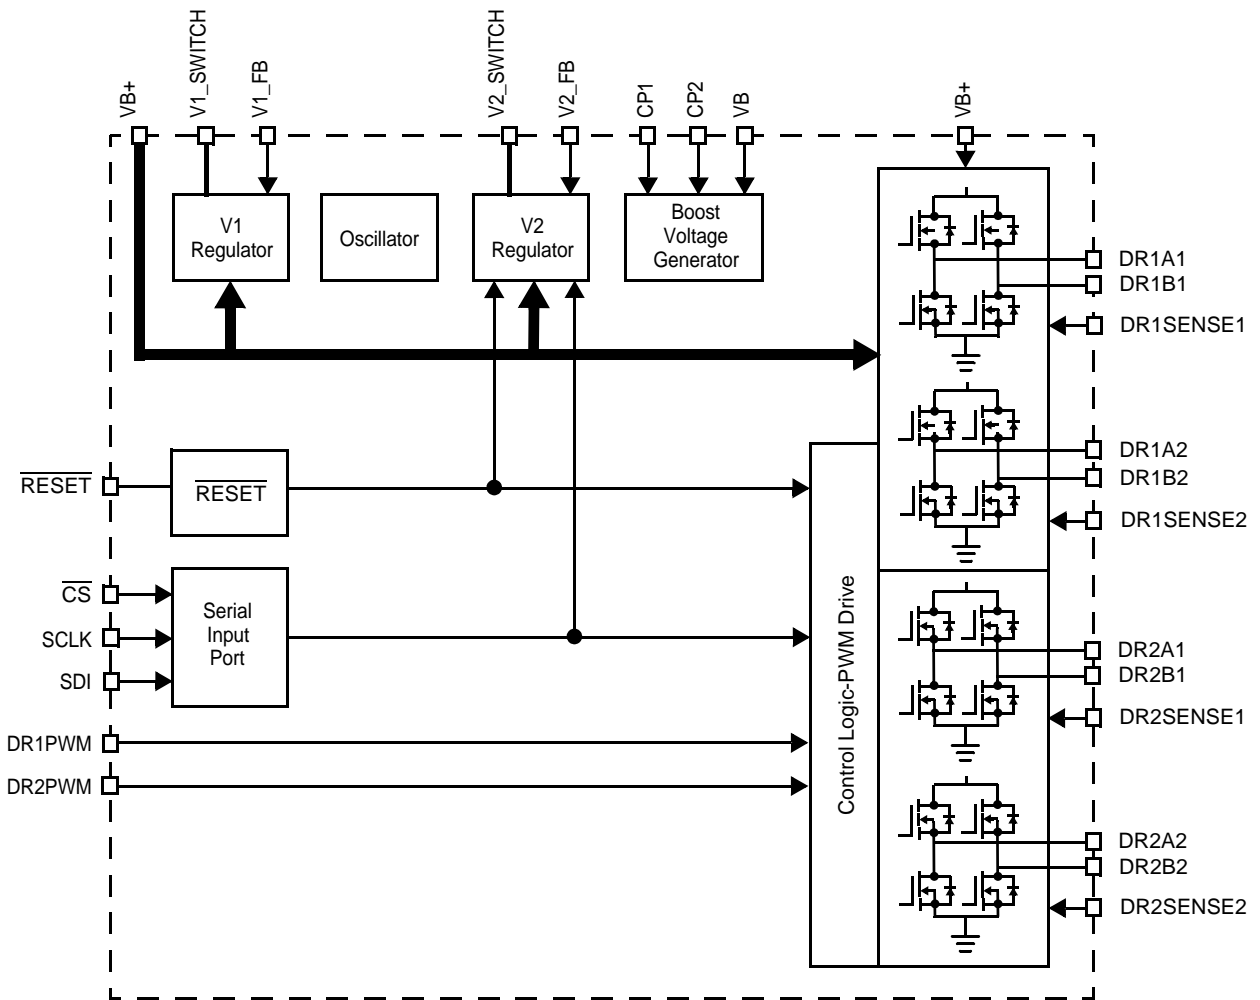 VB+
V1_SWITCH
V1_FB
V2_SWITCH
V2_FB
CP1
CP2
VB
VB+
V1
Regulator
Oscillator
V2
Regulator
Boost
Voltage
Generator
DR1A1
DR1B1
DR1SENSE1
DR1A2
DR1B2
DR1SENSE2
RESET
RESET
CS
SCLK
SDI
Serial
Input
Port
DR1PWM
DR2PWM
Control Logic-PWM Drive
DR2A1
DR2B1
DR2SENSE1
DR2A2
DR2B2
DR2SENSE2